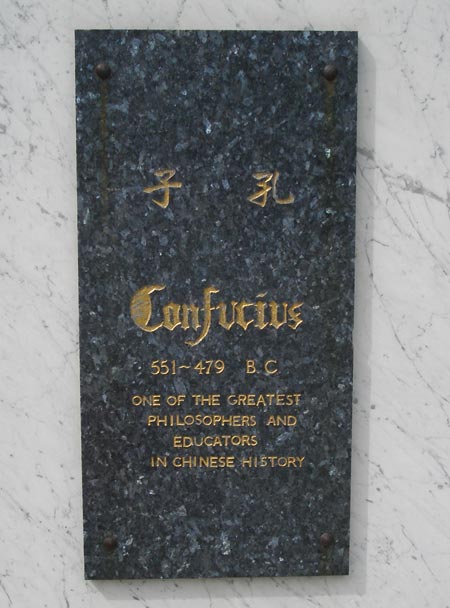 孔子
Confucius
551~479 B.C
ONE OF THE GREATEST
PHILOSOPHERS AND
EDUCATORS
IN CHINESE HISTORY